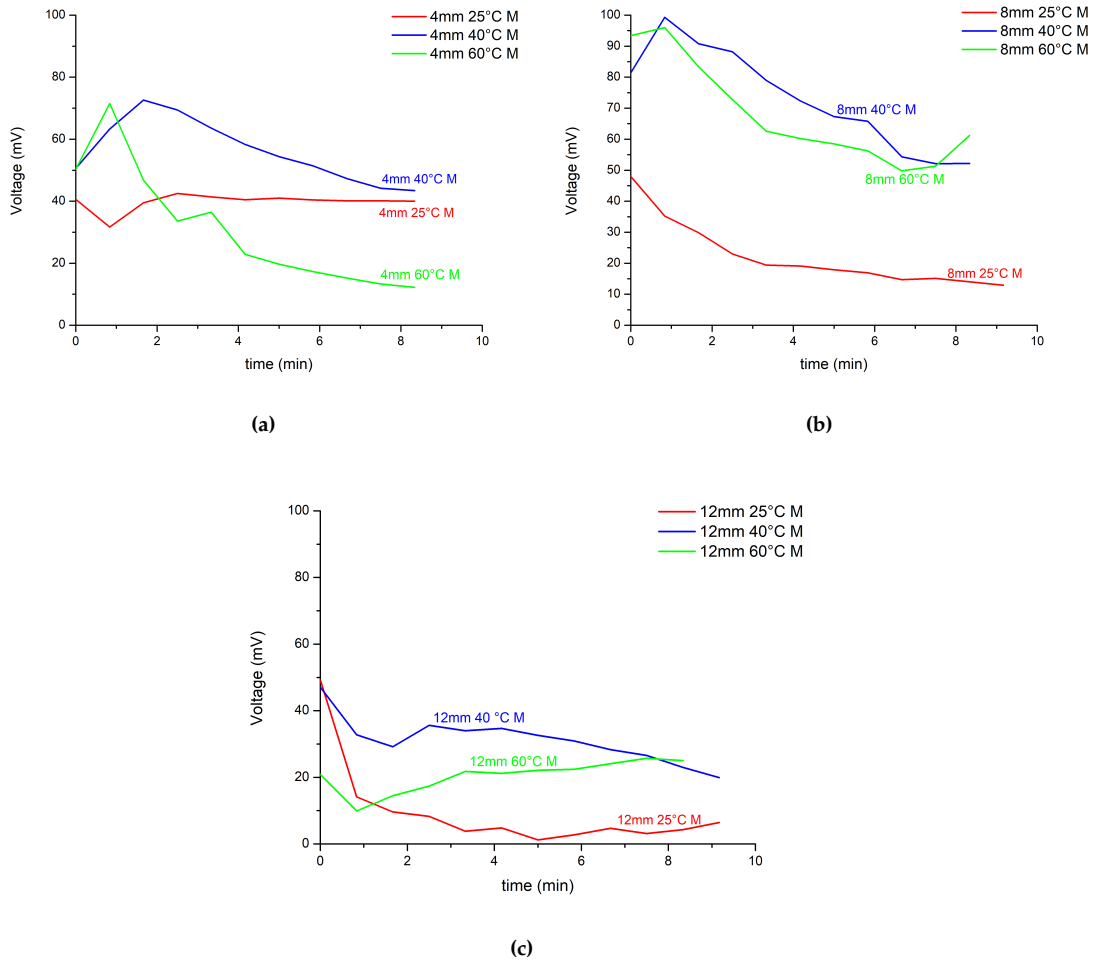 4mm 25°C M
4mm 40°C M
4mm 60°C M
100
80
60
40
20
0
Voltage (mV)
4mm 40°C M
4mm 25°C M
4mm 60°C M
0 2 4 6 8 10
time (min)
(a)
8mm 25°C M
8mm 40°C M
8mm 60°C M
100
90
80
70
60
50
40
30
20
10
0
Voltage (mV)
8mm 40°C M
8mm 60°C M
8mm 25°C M
0 2 4 6 8 10
time (min)
(b)
12mm 25°C M
12mm 40°C M
12mm 60°C M
100
80
60
40
20
0
Voltage (mV)
12mm 40 °C M
12mm 60°C M
12mm 25°C M
0 2 4 6 8 10
time (min)
(c)